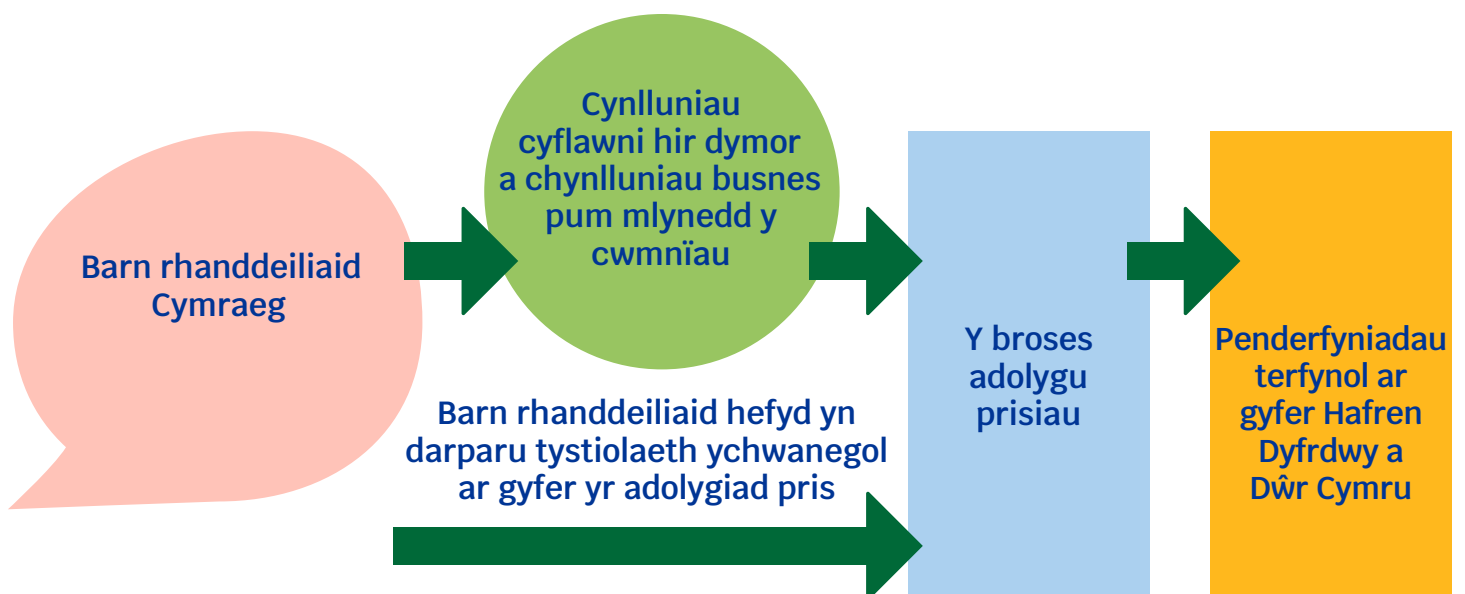 Barn rhanddeiliaid
Cymraeg
Cynlluniau
cyflawni hir dymor
a chynlluniau busnes
pum mlynedd y
cwmnïau
Barn rhanddeiliaid hefyd yn
darparu tystiolaeth ychwanegol
ar gyfer yr adolygiad pris
Y broses
adolygu
prisiau
Penderfyniadau
terfynol ar
gyfer Hafren
Dyfrdwy a
Dŵr Cymru